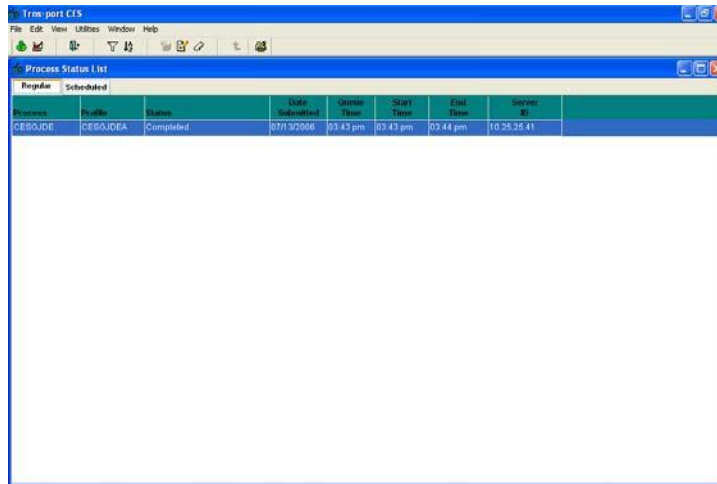 Trns·port CES
File Edit View Utilities Window Help
Process Status List
Regular Scheduled
Process Profile Status Date Submitted Queue Time Start Time End Time Server ID
CES0JDE CES0JDEA Completed 07/13/2006 03:43 pm 03:43 pm 03:44 pm 10.25.25.41